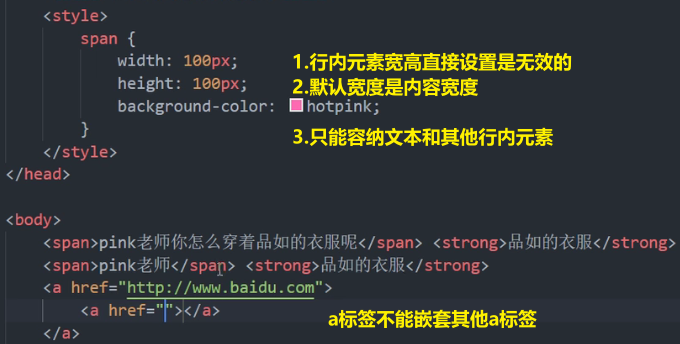 <style>
span {
width: 100px; 1.行内元素宽高直接设置是无效的
height: 100px; 2.默认宽度是内容宽度
background-color: hotpink;
} 3.只能容纳文本和其他行内元素
</style>
</head>
<body>
<span>pink老师你怎么穿着品如的衣服呢</span> <strong>品如的衣服</strong>
<span>pink老师</span> <strong>品如的衣服</strong>
<a href="http://www.baidu.com">
<a href=""></a>
</a> a标签不能嵌套其他a标签